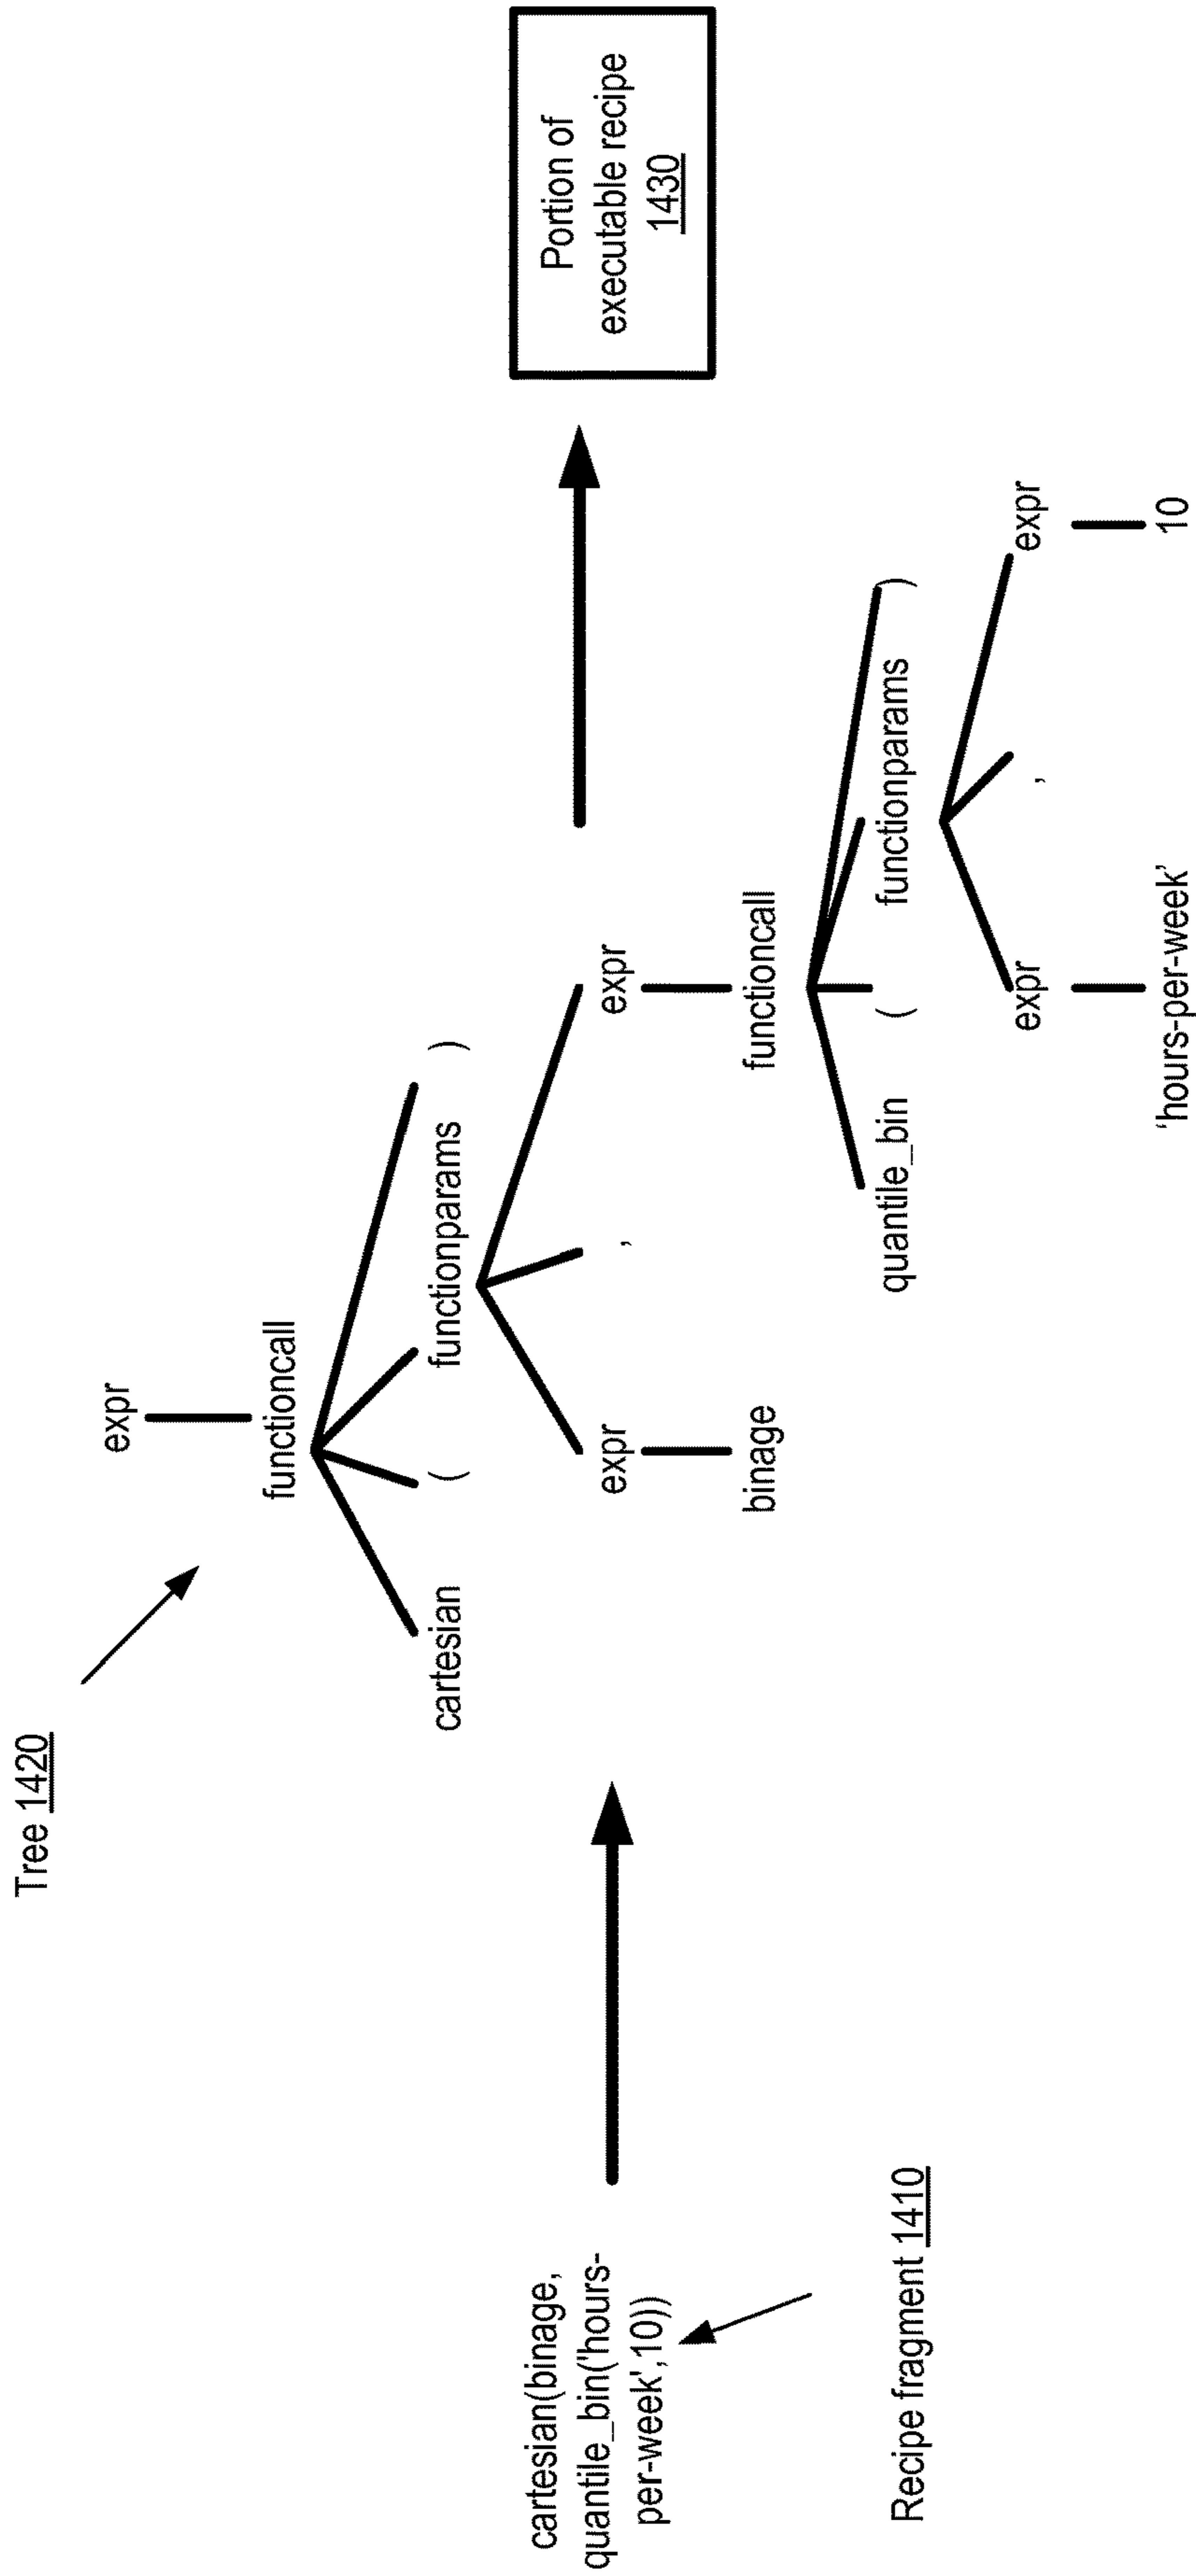 Tree 1420
expr
functioncall
cartesian ( functionparams )
expr , expr
binage functioncall
quantile_bin ( functionparams )
expr , expr
‘hours-per-week’ 10
cartesian(binage,
quantile_bin('hours-
per-week',10))
Recipe fragment 1410
Portion of
executable recipe
1430